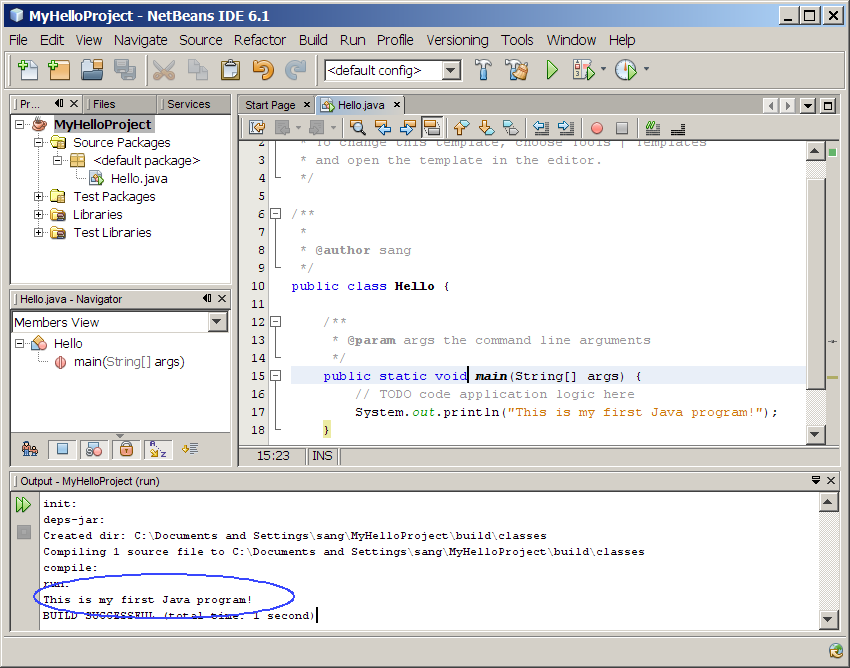 MyHelloProject - NetBeans IDE 6.1
File Edit View Navigate Source Refactor Build Run Profile Versioning Tools Window Help
<default config>
Pr... Files Services
MyHelloProject
Source Packages
<default package>
Hello.java
Test Packages
Libraries
Test Libraries
Hello.java - Navigator
Members View
Hello
main(String[] args)
Start Page Hello.java
2 * To change this template, choose Tools | Templates
3 * and open the template in the editor.
4 */
5
6 /**
7 *
8 * @author sang
9 */
10 public class Hello {
11
12 /**
13 * @param args the command line arguments
14 */
15 public static void main(String[] args) {
16 // TODO code application logic here
17 System.out.println("This is my first Java program!");
18 }
15:23 INS
Output - MyHelloProject (run)
init:
deps-jar:
Created dir: C:\Documents and Settings\sang\MyHelloProject\build\classes
Compiling 1 source file to C:\Documents and Settings\sang\MyHelloProject\build\classes
compile:
run:
This is my first Java program!
BUILD SUCCESSFUL (total time: 1 second)